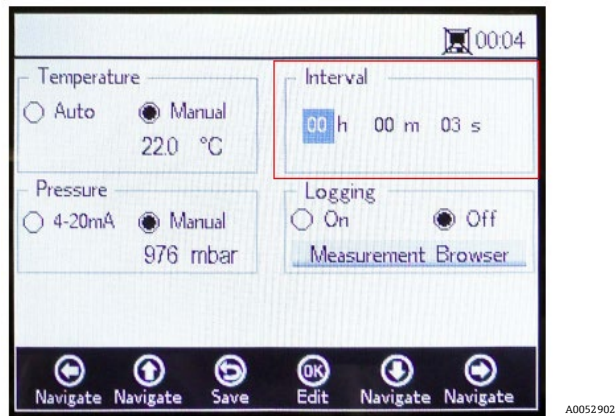 00:04
Temperature
Auto Manual
22.0 °C
Interval
00 h 00 m 03 s
Pressure
4-20mA Manual
976 mbar
Logging
On Off
Measurement Browser
OK
Navigate Navigate Save Edit Navigate Navigate
A0052902